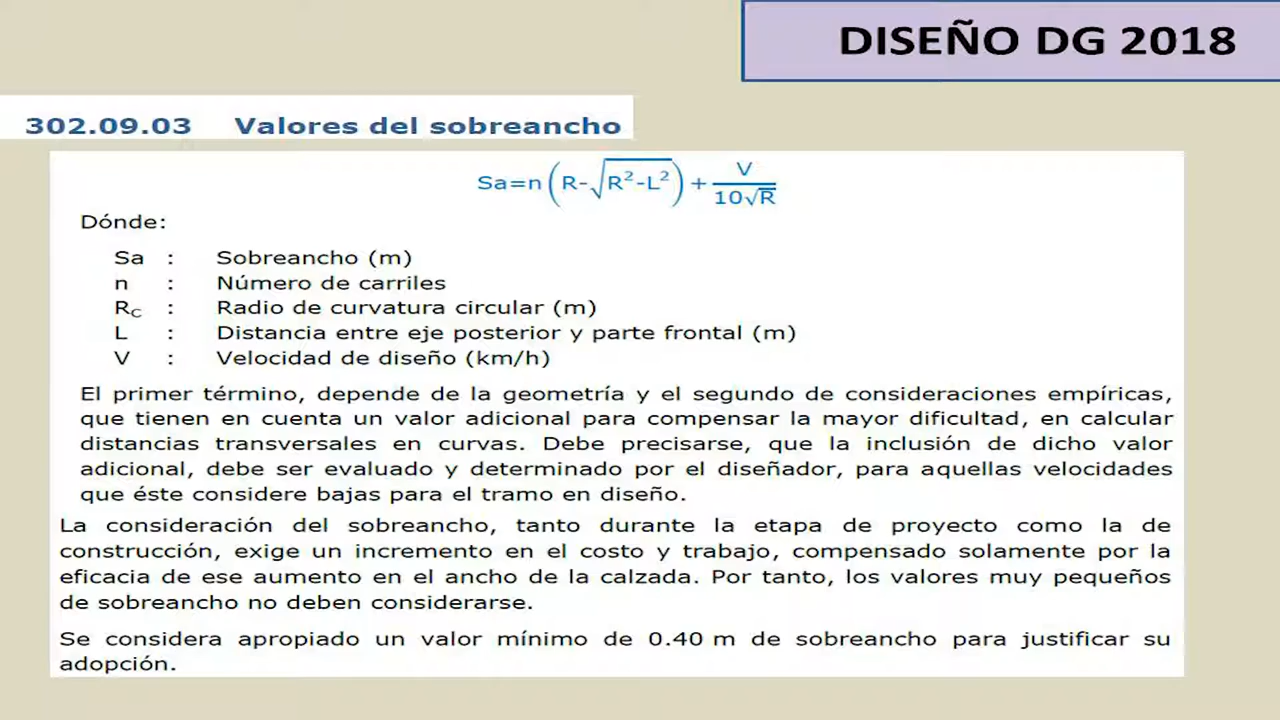 DISEÑO DG 2018
302.09.03 Valores del sobreancho
Sa=n(R-√(R²-L²))+V/(10√R)
Dónde:
Sa : Sobreancho (m)
n : Número de carriles
R_C : Radio de curvatura circular (m)
L : Distancia entre eje posterior y parte frontal (m)
V : Velocidad de diseño (km/h)
El primer término, depende de la geometría y el segundo de consideraciones empíricas,
que tienen en cuenta un valor adicional para compensar la mayor dificultad, en calcular
distancias transversales en curvas. Debe precisarse, que la inclusión de dicho valor
adicional, debe ser evaluado y determinado por el diseñador, para aquellas velocidades
que éste considere bajas para el tramo en diseño.
La consideración del sobreancho, tanto durante la etapa de proyecto como la de
construcción, exige un incremento en el costo y trabajo, compensado solamente por la
eficacia de ese aumento en el ancho de la calzada. Por tanto, los valores muy pequeños
de sobreancho no deben considerarse.
Se considera apropiado un valor mínimo de 0.40 m de sobreancho para justificar su
adopción.